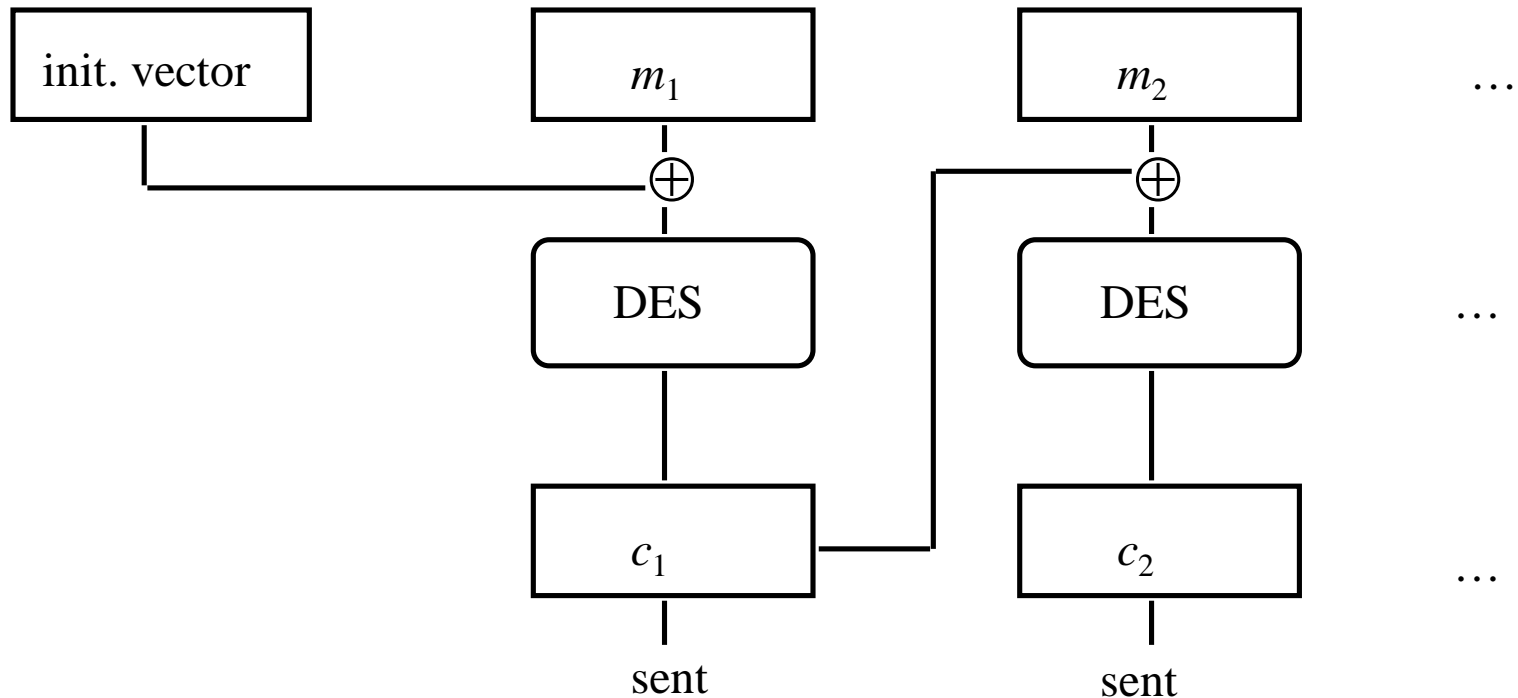 init. vector m₁ m₂ …
⊕ ⊕
DES DES …
c₁ c₂ …
sent sent